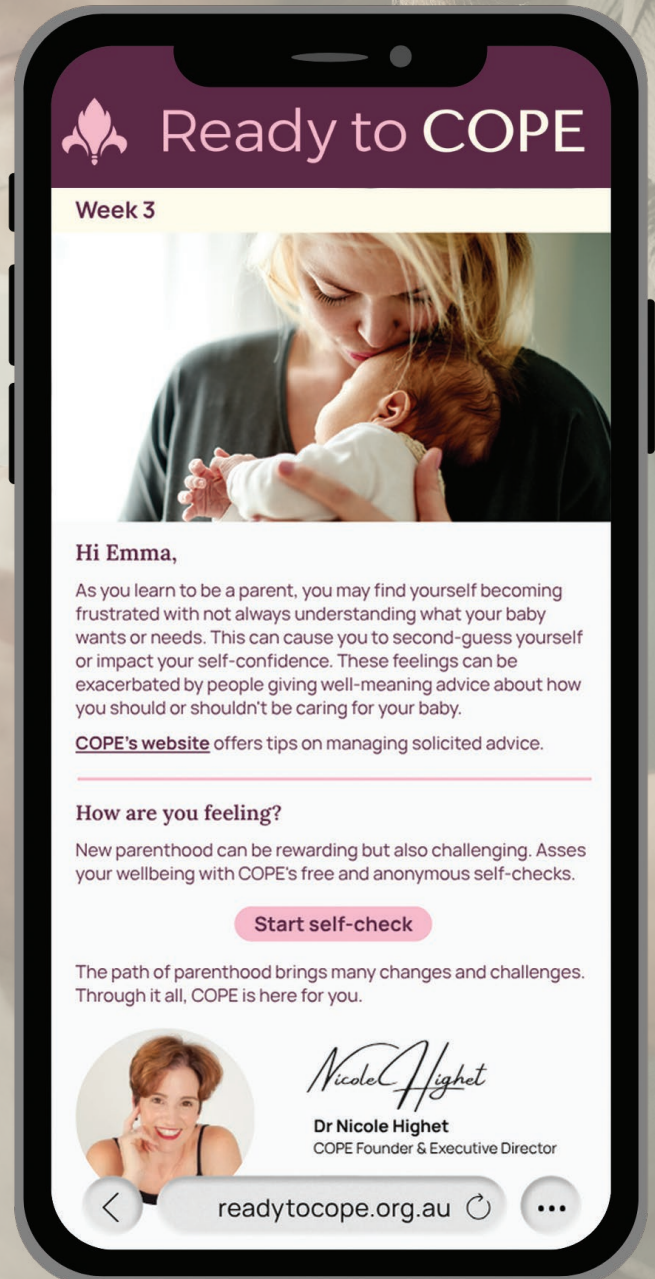 Ready to COPE
Week 3
Hi Emma,
As you learn to be a parent, you may find yourself becoming
frustrated with not always understanding what your baby
wants or needs. This can cause you to second-guess yourself
or impact your self-confidence. These feelings can be
exacerbated by people giving well-meaning advice about how
you should or shouldn't be caring for your baby.
COPE's website offers tips on managing solicited advice.
How are you feeling?
New parenthood can be rewarding but also challenging. Asses
your wellbeing with COPE's free and anonymous self-checks.
Start self-check
The path of parenthood brings many changes and challenges.
Through it all, COPE is here for you.
Nicole Highet
Dr Nicole Highet
COPE Founder & Executive Director
readytocope.org.au